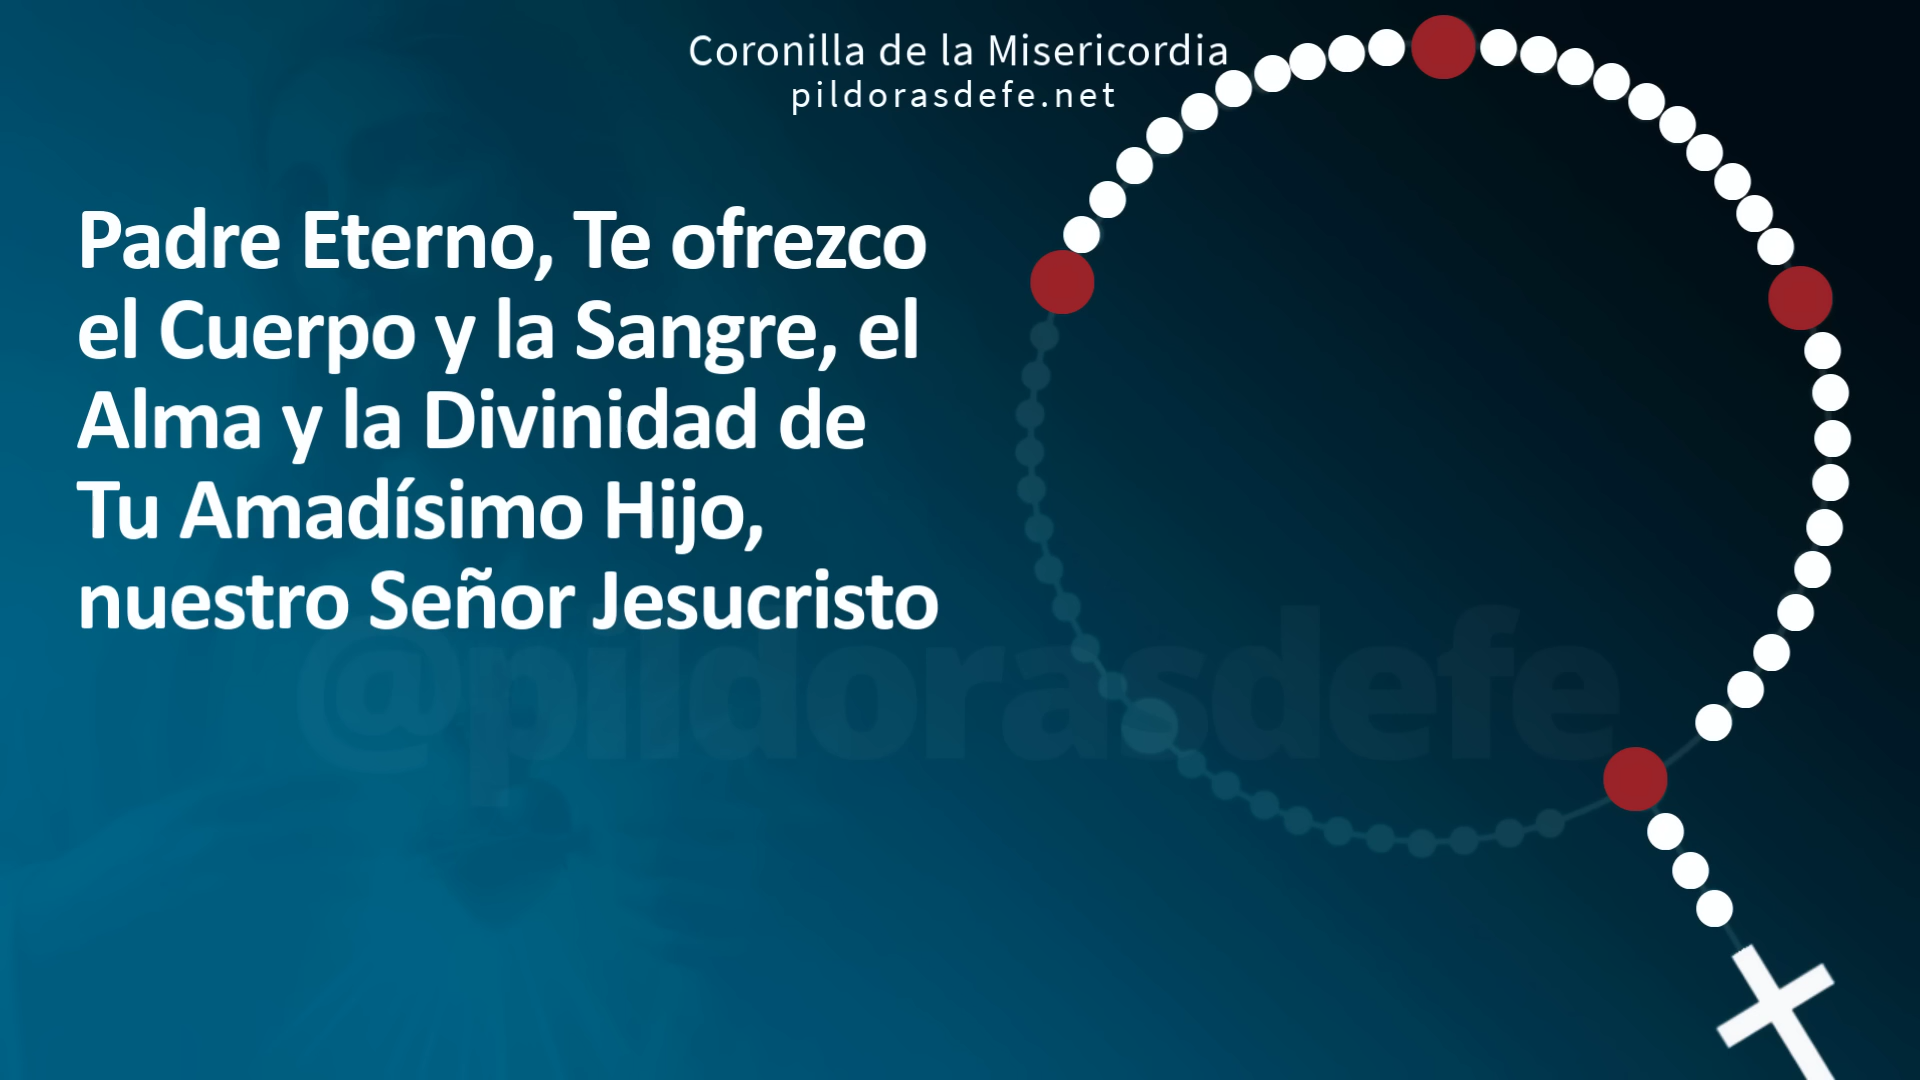 Coronilla de la Misericordia
pildorasdefe.net
Padre Eterno, Te ofrezco
el Cuerpo y la Sangre, el
Alma y la Divinidad de
Tu Amadísimo Hijo,
nuestro Señor Jesucristo
@pildorasdefe